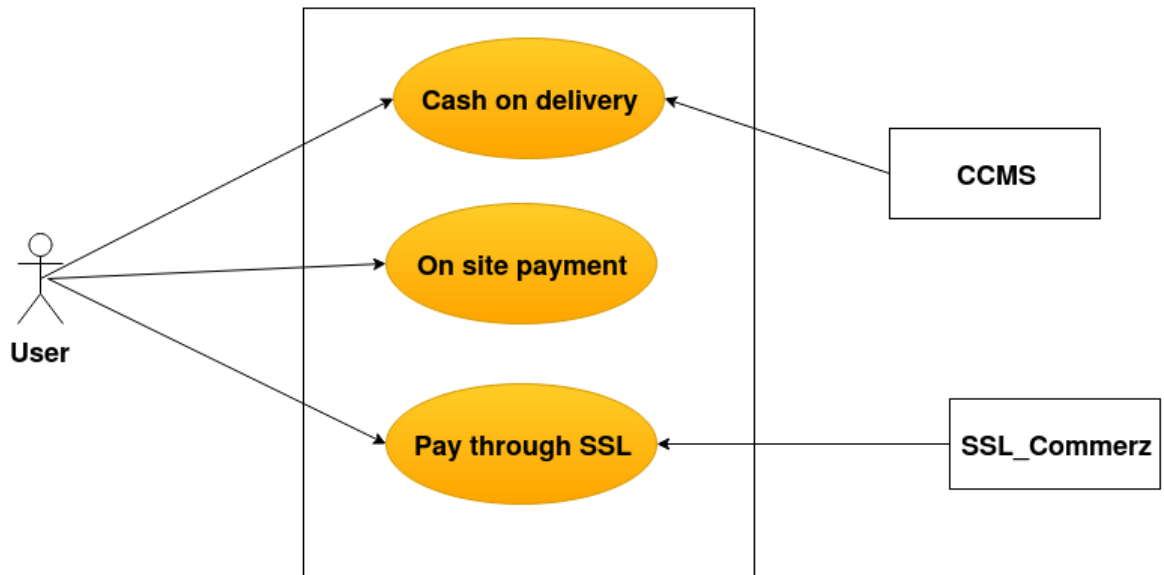 Cash on delivery
CCMS
On site payment
User
Pay through SSL
SSL_Commerz